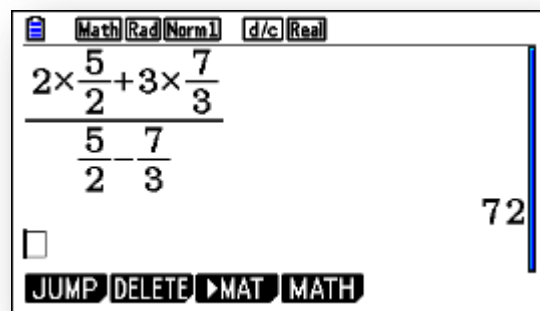 Math Rad Norm1 d/c Real
2×5/2+3×7/3
5/2−7/3
72
JUMP DELETE ▶MAT MATH